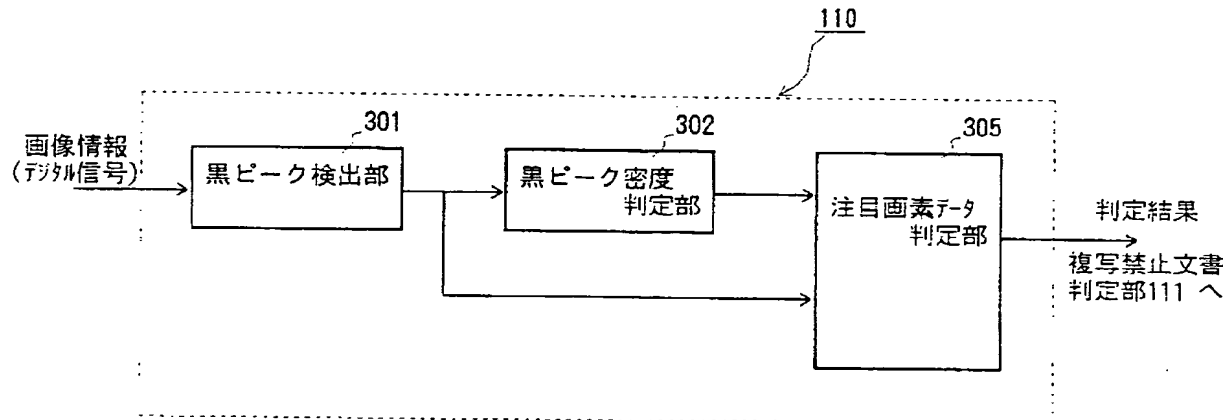 110
301
302
305
画像情報
(デジタル信号)
黒ピーク検出部
黒ピーク密度
判定部
注目画素データ
判定部
判定結果
複写禁止文書
判定部111 へ